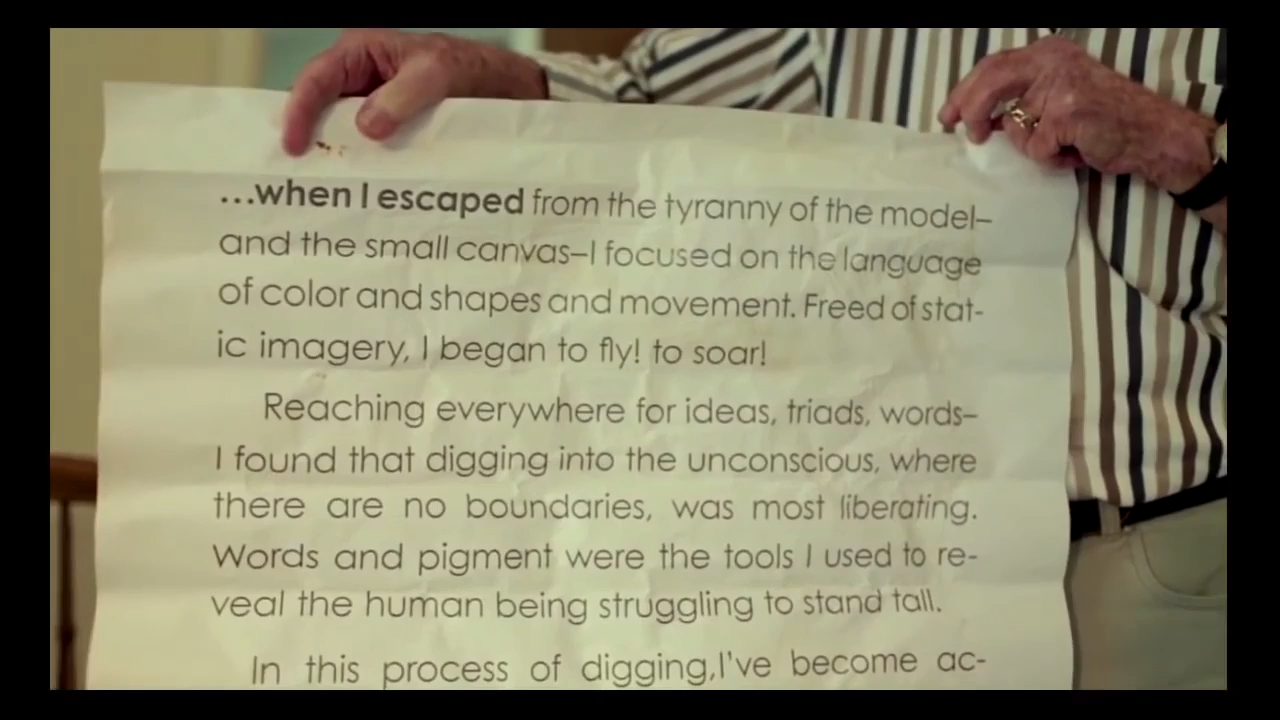 ...when I escaped from the tyranny of the model–
and the small canvas–I focused on the language
of color and shapes and movement. Freed of stat-
ic imagery, I began to fly! to soar!
Reaching everywhere for ideas, triads, words–
I found that digging into the unconscious, where
there are no boundaries, was most liberating.
Words and pigment were the tools I used to re-
veal the human being struggling to stand tall.
In this process of digging,I've become ac-